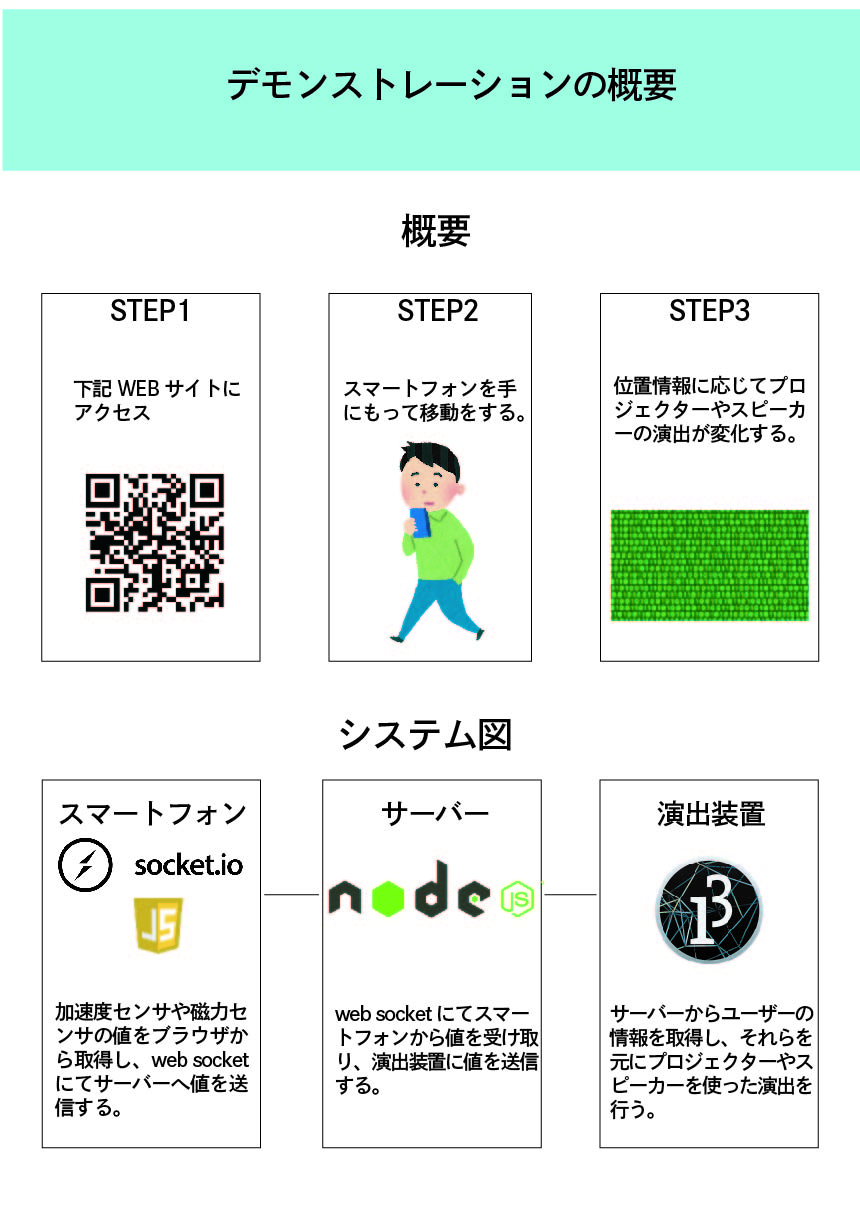 デモンストレーションの概要
概要
STEP1
下記 WEB サイトに
アクセス
STEP2
スマートフォンを手
にもって移動をする。
STEP3
位置情報に応じてプロ
ジェクターやスピーカ
ーの演出が変化する。
システム図
スマートフォン
socket.io
JS
加速度センサや磁力セ
ンサの値をブラウザか
ら取得し、web socket
にてサーバーへ値を送
信する。
サーバー
node JS
web socket にてスマー
トフォンから値を受け取
り、演出装置に値を送信
する。
演出装置
13
サーバーからユーザーの
情報を取得し、それらを
元にプロジェクターやス
ピーカーを使った演出を
行う。